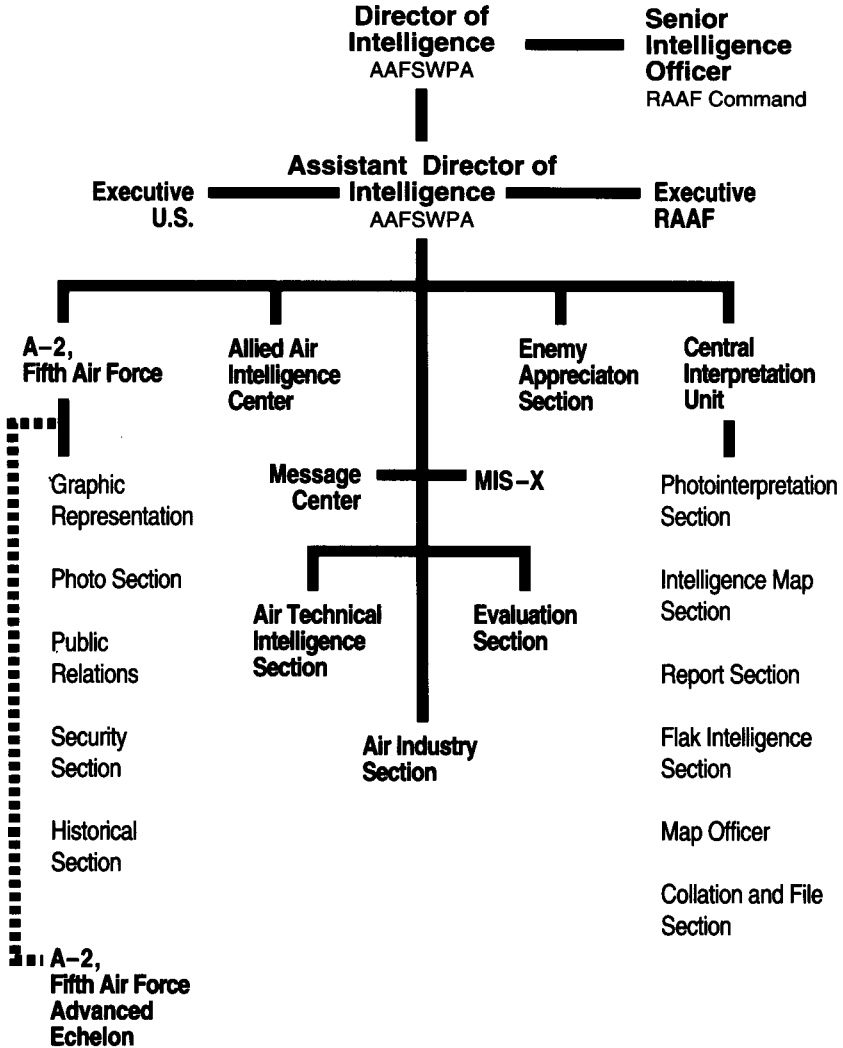 Director of
Intelligence
AAFSWPA
Senior
Intelligence
Officer
RAAF Command
Assistant Director of
Intelligence
AAFSWPA
Executive
U.S.
Executive
RAAF
A–2,
Fifth Air Force
Allied Air
Intelligence
Center
Enemy
Appreciaton
Section
Central
Interpretation
Unit
Message
Center
MIS–X
Graphic
Representation
Photo Section
Public
Relations
Security
Section
Historical
Section
Air Technical
Intelligence
Section
Evaluation
Section
Air Industry
Section
Photointerpretation
Section
Intelligence Map
Section
Report Section
Flak Intelligence
Section
Map Officer
Collation and File
Section
A–2,
Fifth Air Force
Advanced
Echelon